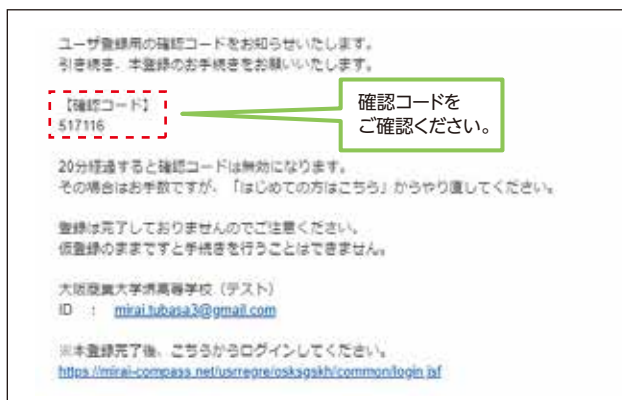 ユーザ登録用の確認コードをお知らせいたします。
引き続き、本登録のお手続きをお願いいたします。
【確認コード】
517116
確認コードを
ご確認ください。
20分経過すると確認コードは無効になります。
その場合はお手数ですが、「はじめての方はこちら」からやり直してください。
登録は完了しておりませんのでご注意ください。
仮登録のままですと手続きを行うことはできません。
大阪商業大学堺高等学校（テスト）
ID ： mirai.tubasa3@gmail.com
※本登録完了後、こちらからログインしてください。
https://mirai-compass.net/usrregre/osksgskh/common/login.jsf